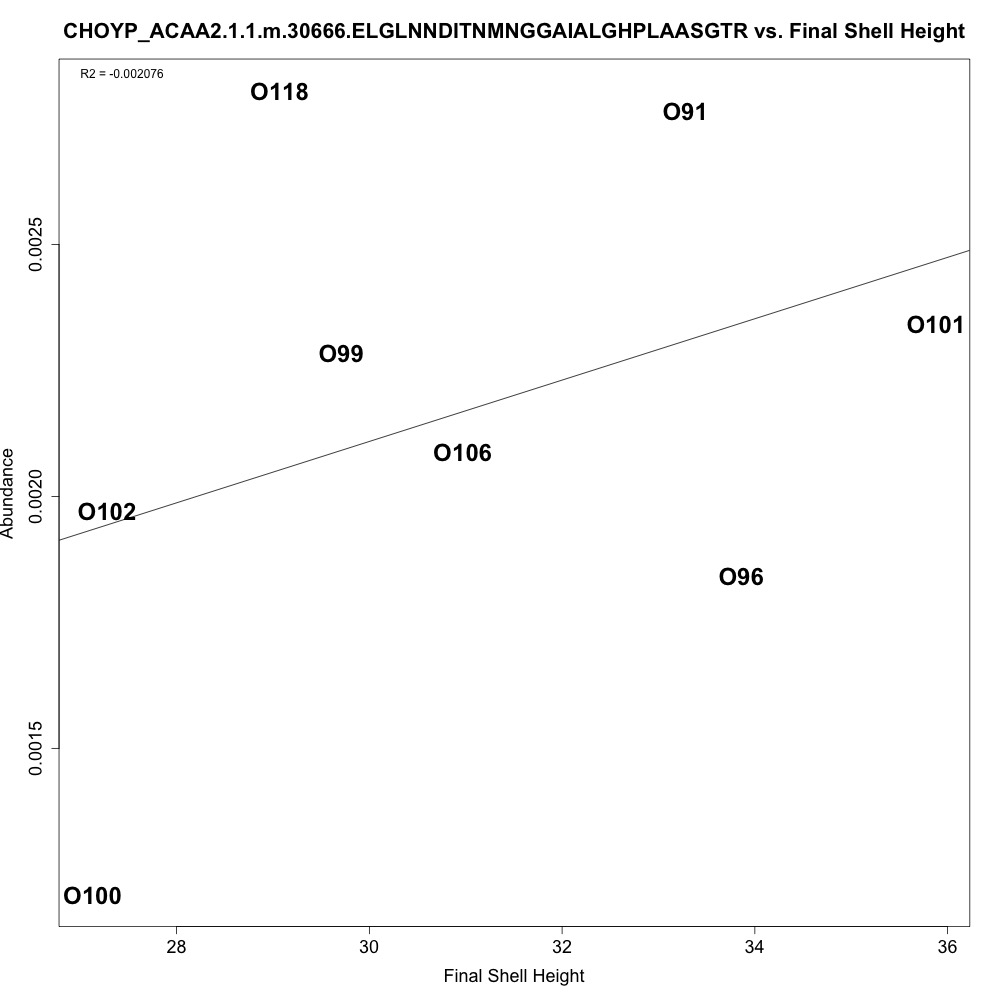 CHOYP_ACAA2.1.1.m.30666.ELGLNNDITNMNGGAIALGHPLAASGTR vs. Final Shell Height
R2 = -0.002076
O118
O91
0.0025
O101
O99
O106
Abundance
0.0020
O102
O96
0.0015
O100
28
30
32
34
36
Final Shell Height